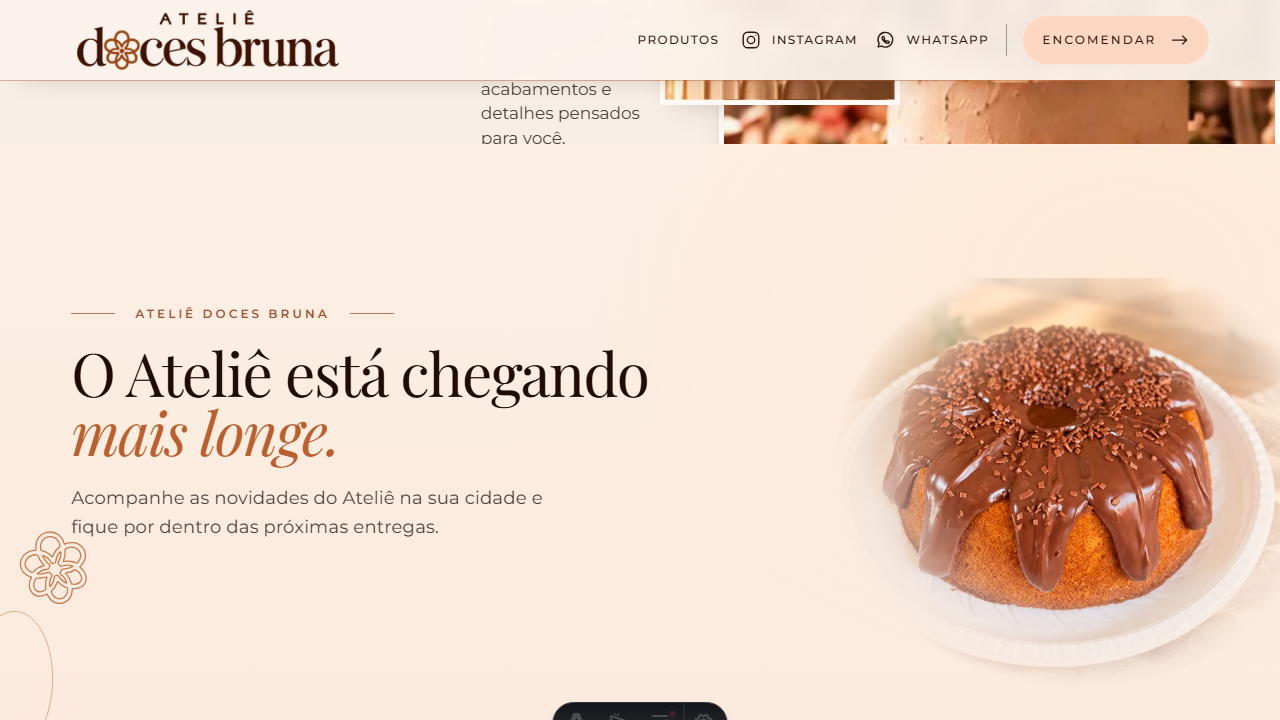 ATELIÊ
doces bruna
PRODUTOS
INSTAGRAM
WHATSAPP
ENCOMENDAR
acabamentos e
detalhes pensados
para você.
ATELIÊ DOCES BRUNA
O Ateliê está chegando
mais longe.
Acompanhe as novidades do Ateliê na sua cidade e
fique por dentro das próximas entregas.